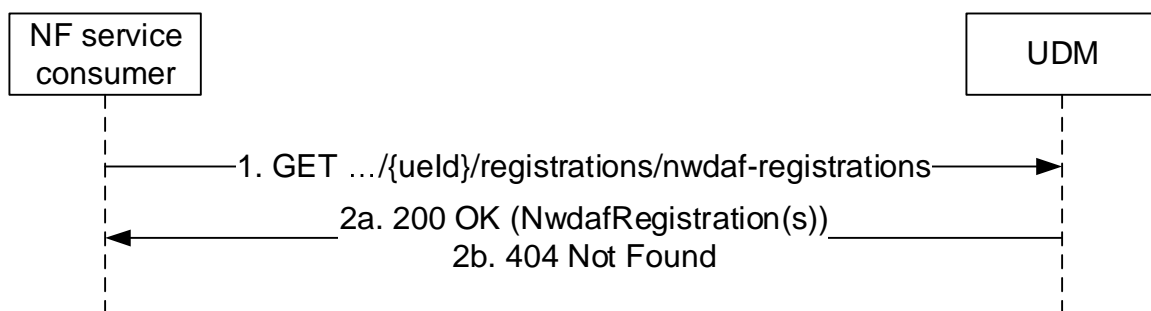 NF service
consumer
UDM
1. GET …/{ueId}/registrations/nwdaf-registrations
2a. 200 OK (NwdafRegistration(s))
2b. 404 Not Found